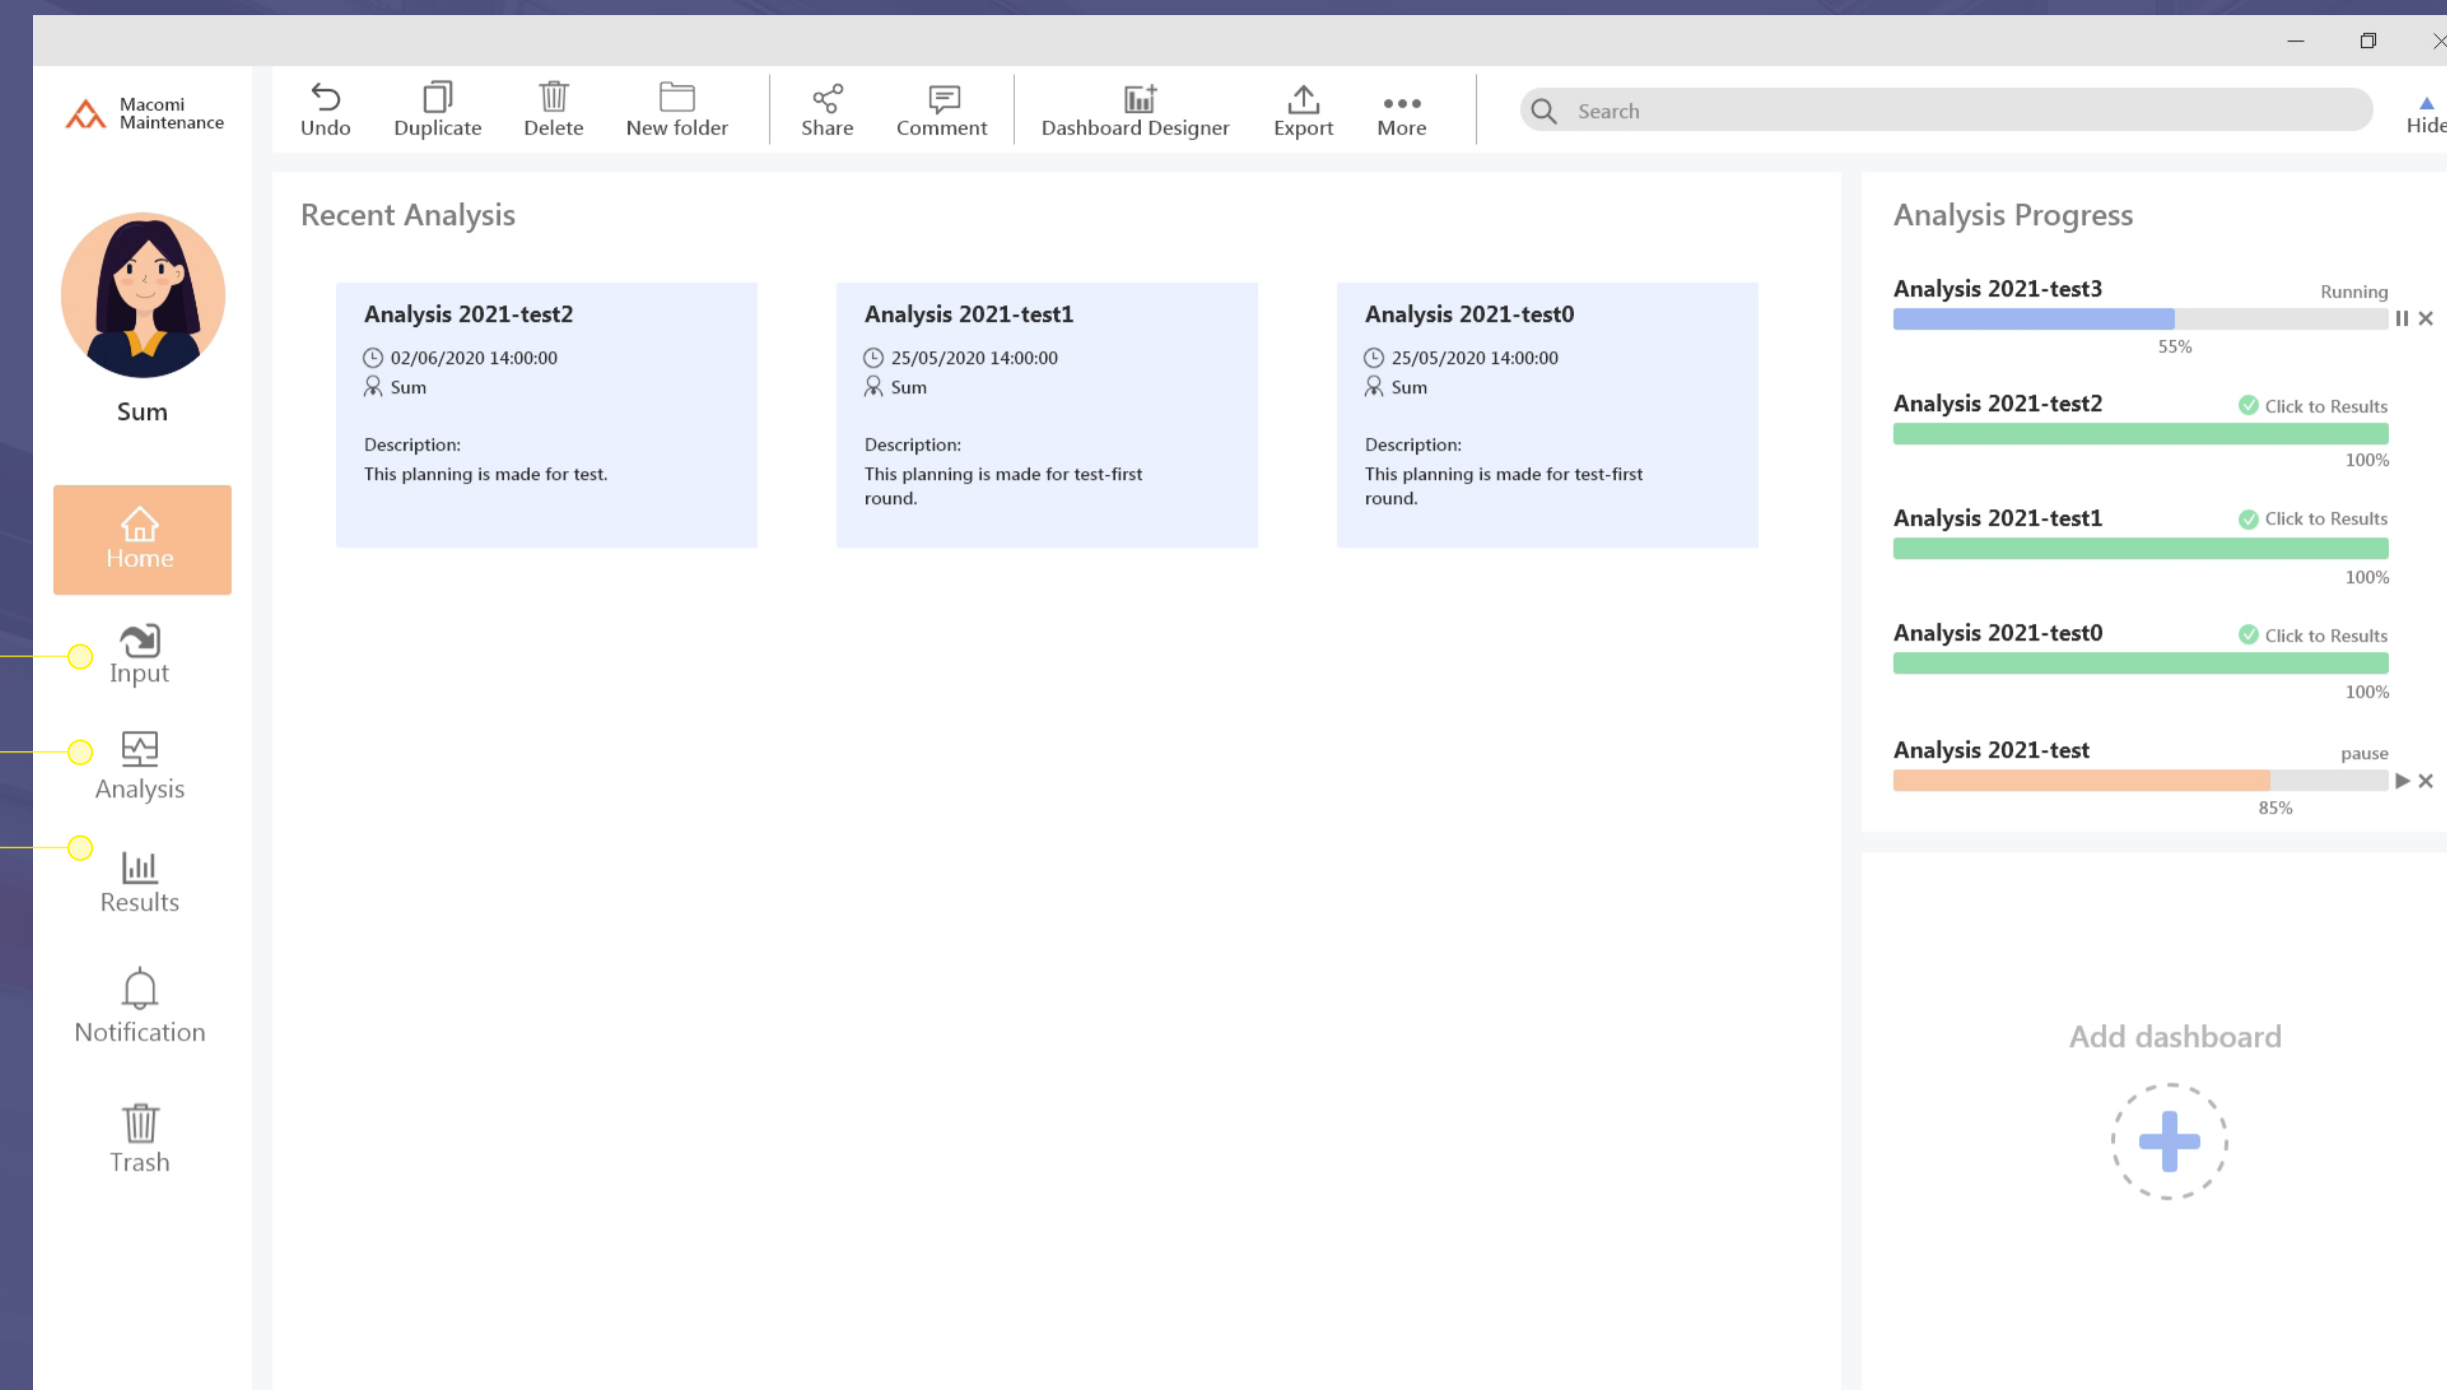 Macomi
Maintenance
Undo
Duplicate
Delete
New folder
Share
Comment
Dashboard Designer
Export
More
Search
Hide
Sum
Home
Input
Analysis
Results
Notification
Trash
Recent Analysis
Analysis 2021-test2
02/06/2020 14:00:00
Sum
Description:
This planning is made for test.
Analysis 2021-test1
25/05/2020 14:00:00
Sum
Description:
This planning is made for test-first
round.
Analysis 2021-test0
25/05/2020 14:00:00
Sum
Description:
This planning is made for test-first
round.
Analysis Progress
Analysis 2021-test3
Running
55%
Analysis 2021-test2
Click to Results
100%
Analysis 2021-test1
Click to Results
100%
Analysis 2021-test0
Click to Results
100%
Analysis 2021-test
pause
85%
Add dashboard